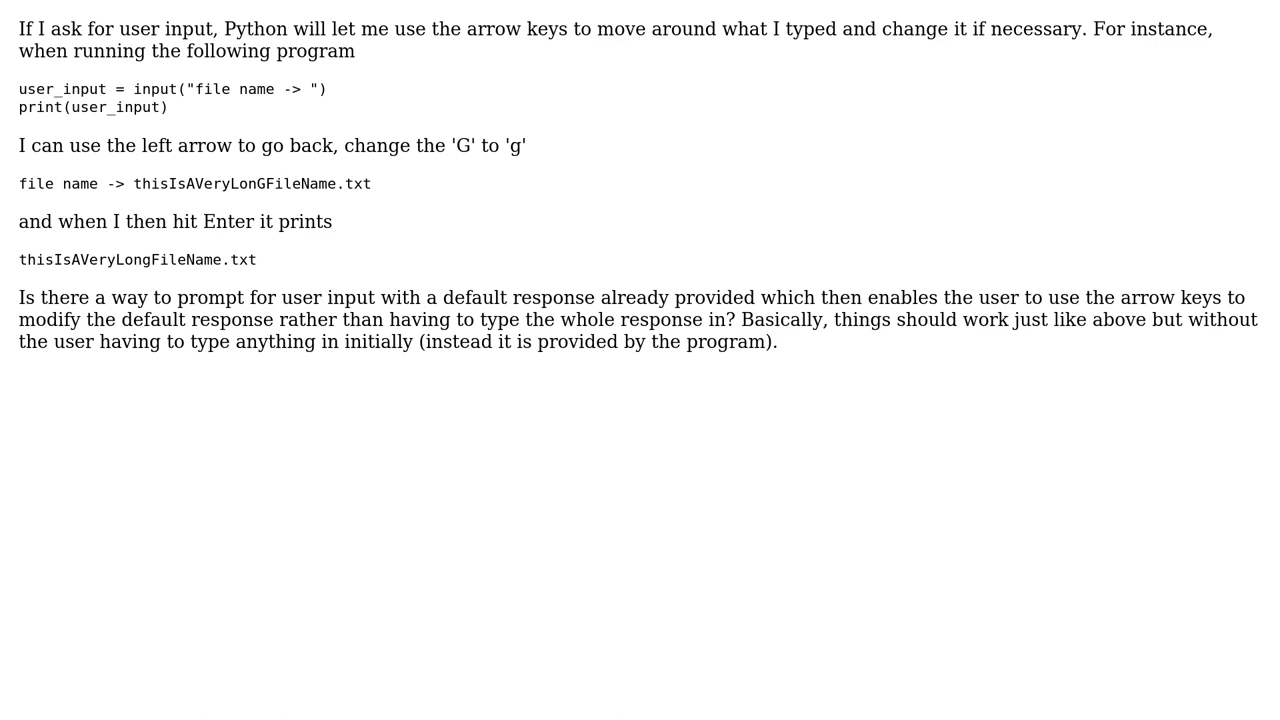 If I ask for user input, Python will let me use the arrow keys to move around what I typed and change it if necessary. For instance,
when running the following program
user_input = input("file name -> ")
print(user_input)
I can use the left arrow to go back, change the 'G' to 'g'
file name -> thisIsAVeryLonGFileName.txt
and when I then hit Enter it prints
thisIsAVeryLongFileName.txt
Is there a way to prompt for user input with a default response already provided which then enables the user to use the arrow keys to
modify the default response rather than having to type the whole response in? Basically, things should work just like above but without
the user having to type anything in initially (instead it is provided by the program).